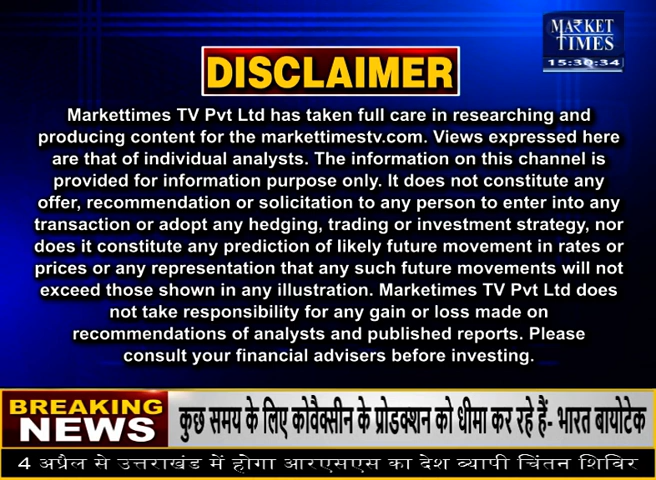 MARKET
TIMES
15:30:34
DISCLAIMER
Markettimes TV Pvt Ltd has taken full care in researching and
producing content for the markettimestv.com. Views expressed here
are that of individual analysts. The information on this channel is
provided for information purpose only. It does not constitute any
offer, recommendation or solicitation to any person to enter into any
transaction or adopt any hedging, trading or investment strategy, nor
does it constitute any prediction of likely future movement in rates or
prices or any representation that any such future movements will not
exceed those shown in any illustration. Marketimes TV Pvt Ltd does
not take responsibility for any gain or loss made on
recommendations of analysts and published reports. Please
consult your financial advisers before investing.
BREAKING
NEWS
कुछ समय के लिए कोवैक्सीन के प्रोडक्शन को धीमा कर रहे हैं- भारत बायोटेक
4 अप्रैल से उत्तराखंड में होगा आरएसएस का देश व्यापी चिंतन शिविर